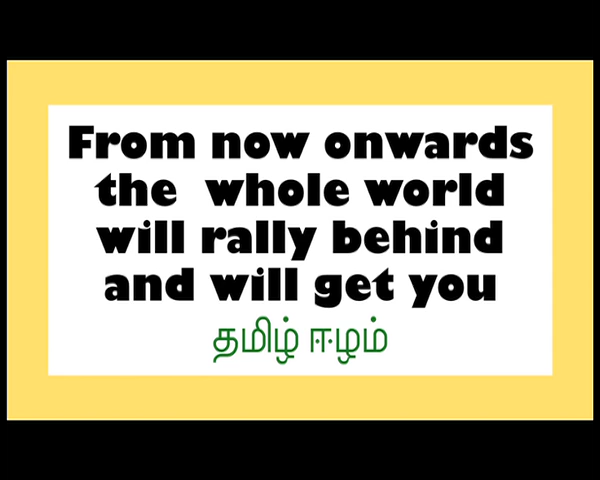 From now onwards
the whole world
will rally behind
and will get you
தமிழ் ஈழம்